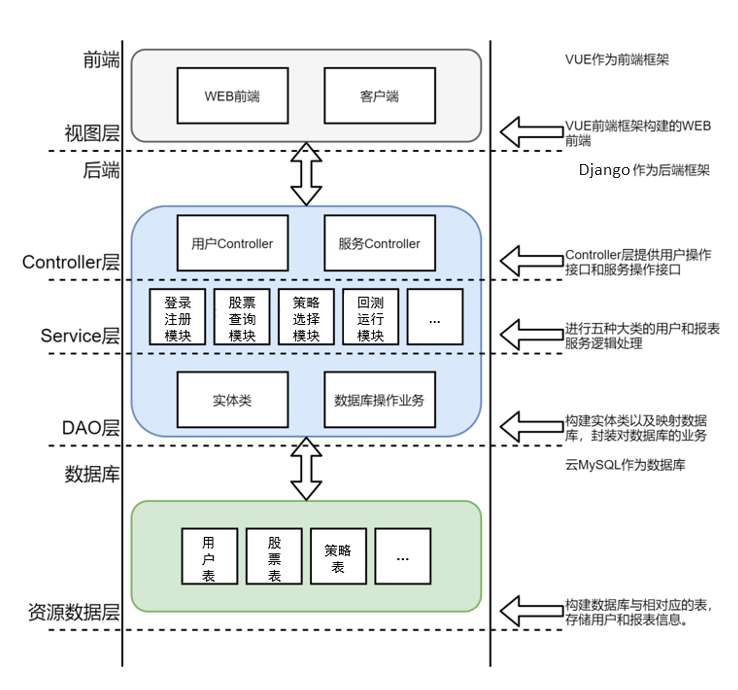 前端
WEB前端
客户端
VUE作为前端框架
视图层
VUE前端框架构建的WEB
前端
后端
Django 作为后端框架
用户Controller
服务Controller
Controller层
Controller层提供用户操作
接口和服务操作接口
登录
注册
模块
股票
查询
模块
策略
选择
模块
回测
运行
模块
...
Service层
进行五种大类的用户和报表
服务逻辑处理
实体类
数据库操作业务
DAO层
构建实体类以及映射数据
库，封装对数据库的业务
数据库
云MySQL作为数据库
用
户
表
股
票
表
策略
表
...
资源数据层
构建数据库与相对应的表，
存储用户和报表信息。